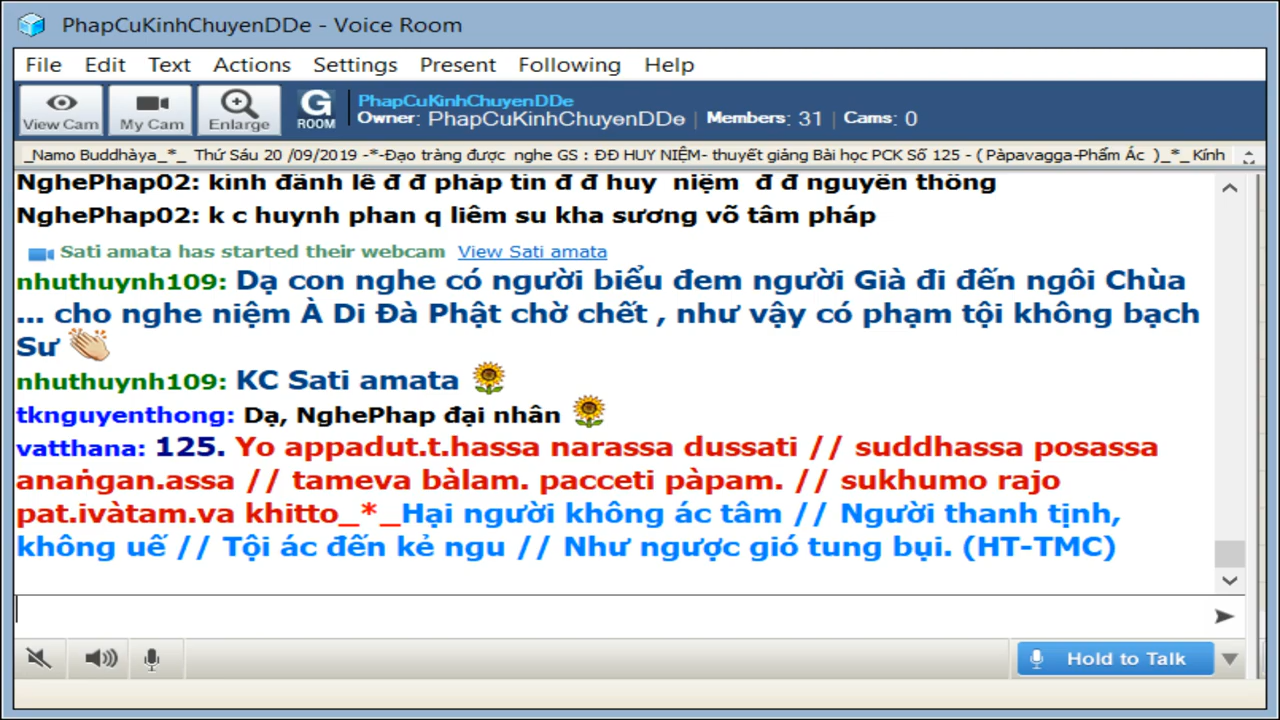 PhapCuKinhChuyenDDe - Voice Room
File Edit Text Actions Settings Present Following Help
View Cam My Cam Enlarge G ROOM
PhapCuKinhChuyenDDe
Owner: PhapCuKinhChuyenDDe | Members: 31 | Cams: 0
_Namo Buddhàya_*_ Thứ Sáu 20 /09/2019 -*-Đạo tràng được nghe GS : ĐĐ HUY NIỆM- thuyết giảng Bài học PCK Số 125 - ( Pàpavagga-Phẩm Ác )_*_ Kính
NghePhap02: kính đãnh lễ đ đ pháp tín đ đ huy niệm đ đ nguyên thông
NghePhap02: k c huynh phan q liêm su kha sương võ tâm pháp
Sati amata has started their webcam View Sati amata
nhuthuynh109: Dạ con nghe có người biểu đem người Già đi đến ngôi Chùa
... cho nghe niệm À Di Đà Phật chờ chết , như vậy có phạm tội không bạch
Sư
nhuthuynh109: KC Sati amata
tknguyenthong: Dạ, NghePhap đại nhân
vatthana: 125. Yo appadut.t.hassa narassa dussati // suddhassa posassa
anaṅgan.assa // tameva bàlam. pacceti pàpam. // sukhumo rajo
pat.ivàtam.va khitto_*_Hại người không ác tâm // Người thanh tịnh,
không uế // Tội ác đến kẻ ngu // Như ngược gió tung bụi. (HT-TMC)
Hold to Talk